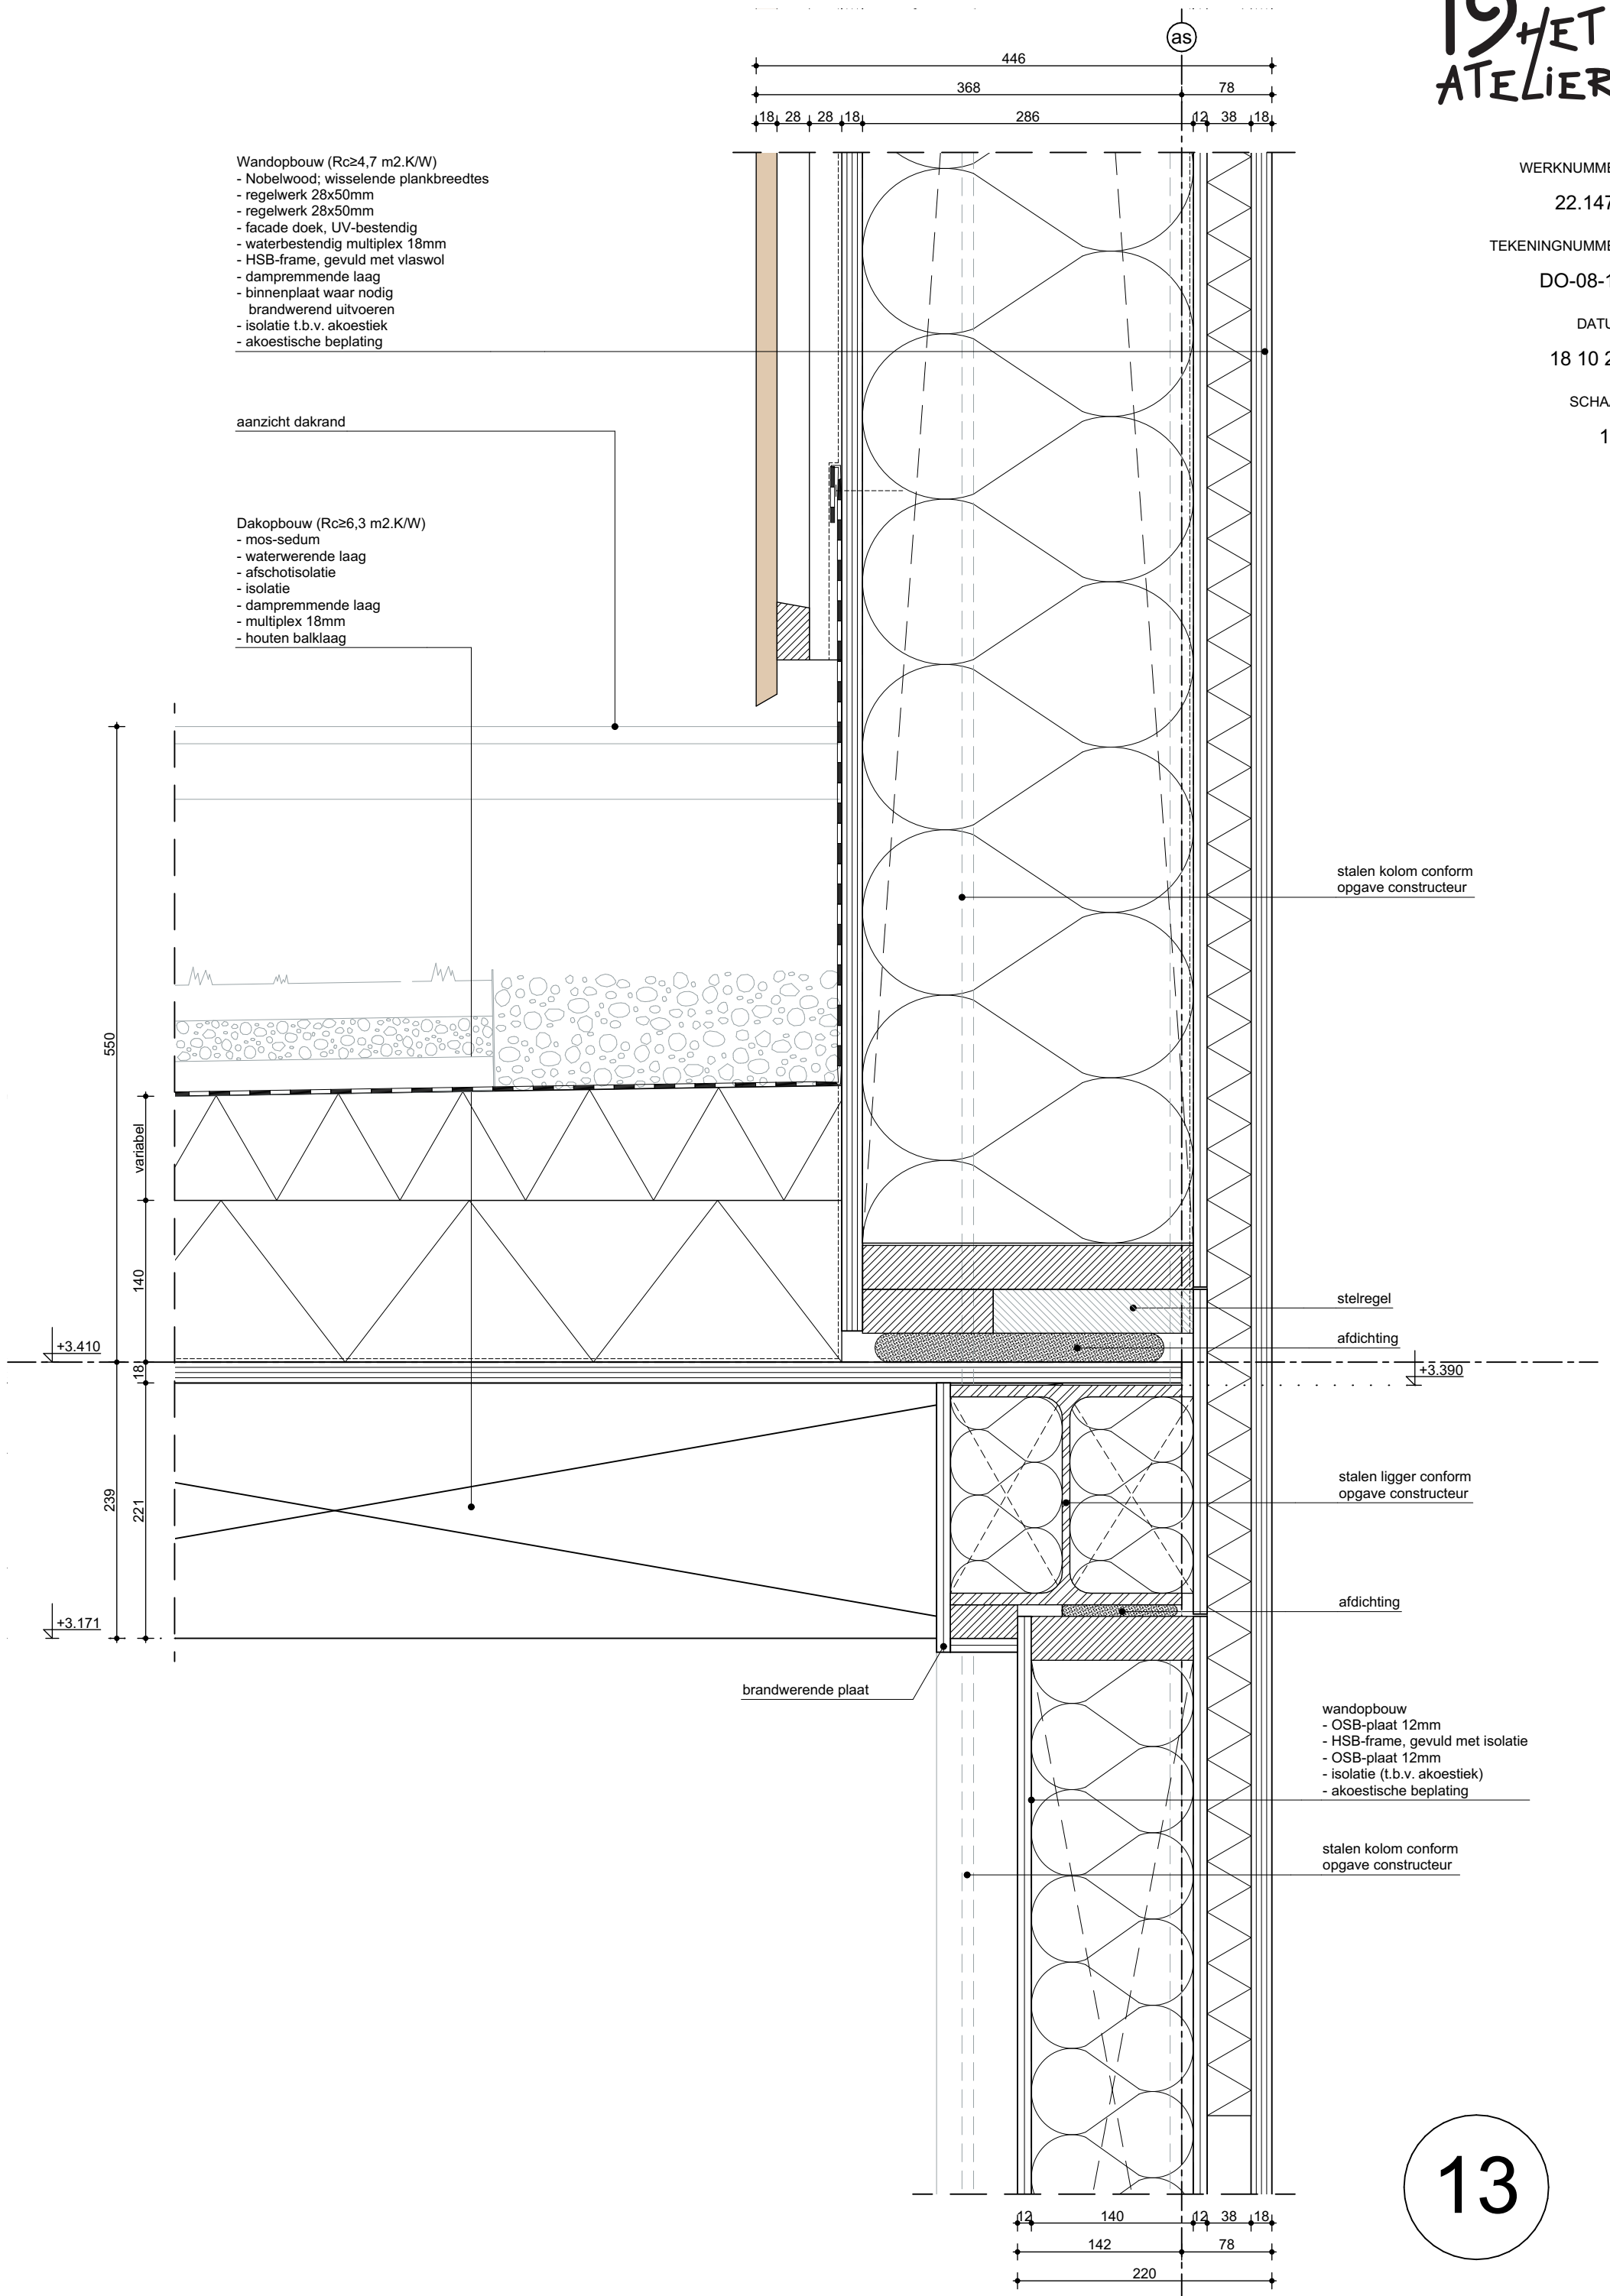 19 HET
ATELIER
as
446
368
78
18
28
28
18
286
12
38
18
WERKNUMME
22.147
TEKENINGNUMME
DO-08-1
DATU
18 10 2
SCHA
1
Wandopbouw (Rc≥4,7 m2.K/W)
- Nobelwood; wisselende plankbreedtes
- regelwerk 28x50mm
- regelwerk 28x50mm
- facade doek, UV-bestendig
- waterbestendig multiplex 18mm
- HSB-frame, gevuld met vlaswol
- dampremmende laag
- binnenplaat waar nodig
brandwerend uitvoeren
- isolatie t.b.v. akoestiek
- akoestische beplating
aanzicht dakrand
Dakopbouw (Rc≥6,3 m2.K/W)
- mos-sedum
- waterwerende laag
- afschotisolatie
- isolatie
- dampremmende laag
- multiplex 18mm
- houten balklaag
stalen kolom conform
opgave constructeur
550
variabel
140
18
239
221
+3.410
+3.171
stelregel
afdichting
+3.390
stalen ligger conform
opgave constructeur
afdichting
brandwerende plaat
wandopbouw
- OSB-plaat 12mm
- HSB-frame, gevuld met isolatie
- OSB-plaat 12mm
- isolatie (t.b.v. akoestiek)
- akoestische beplating
stalen kolom conform
opgave constructeur
13
12
140
12
38
18
142
78
220